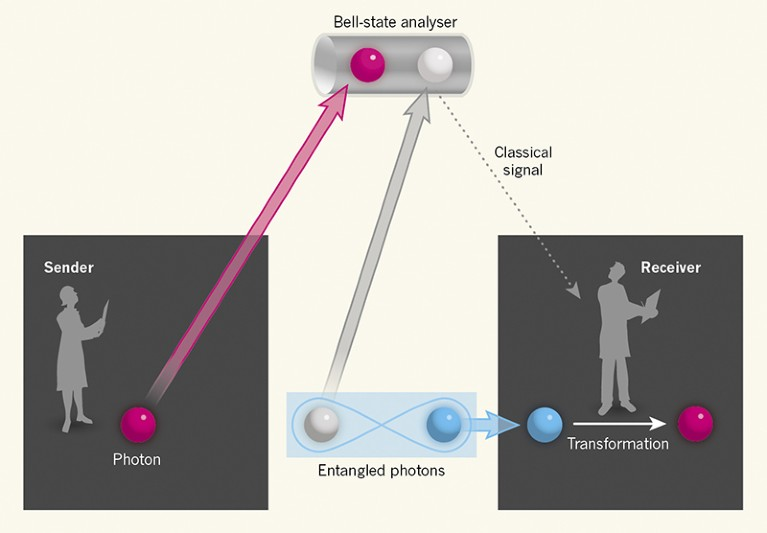 Bell-state analyser
Classical
signal
Sender
Receiver
Photon
Entangled photons
Transformation